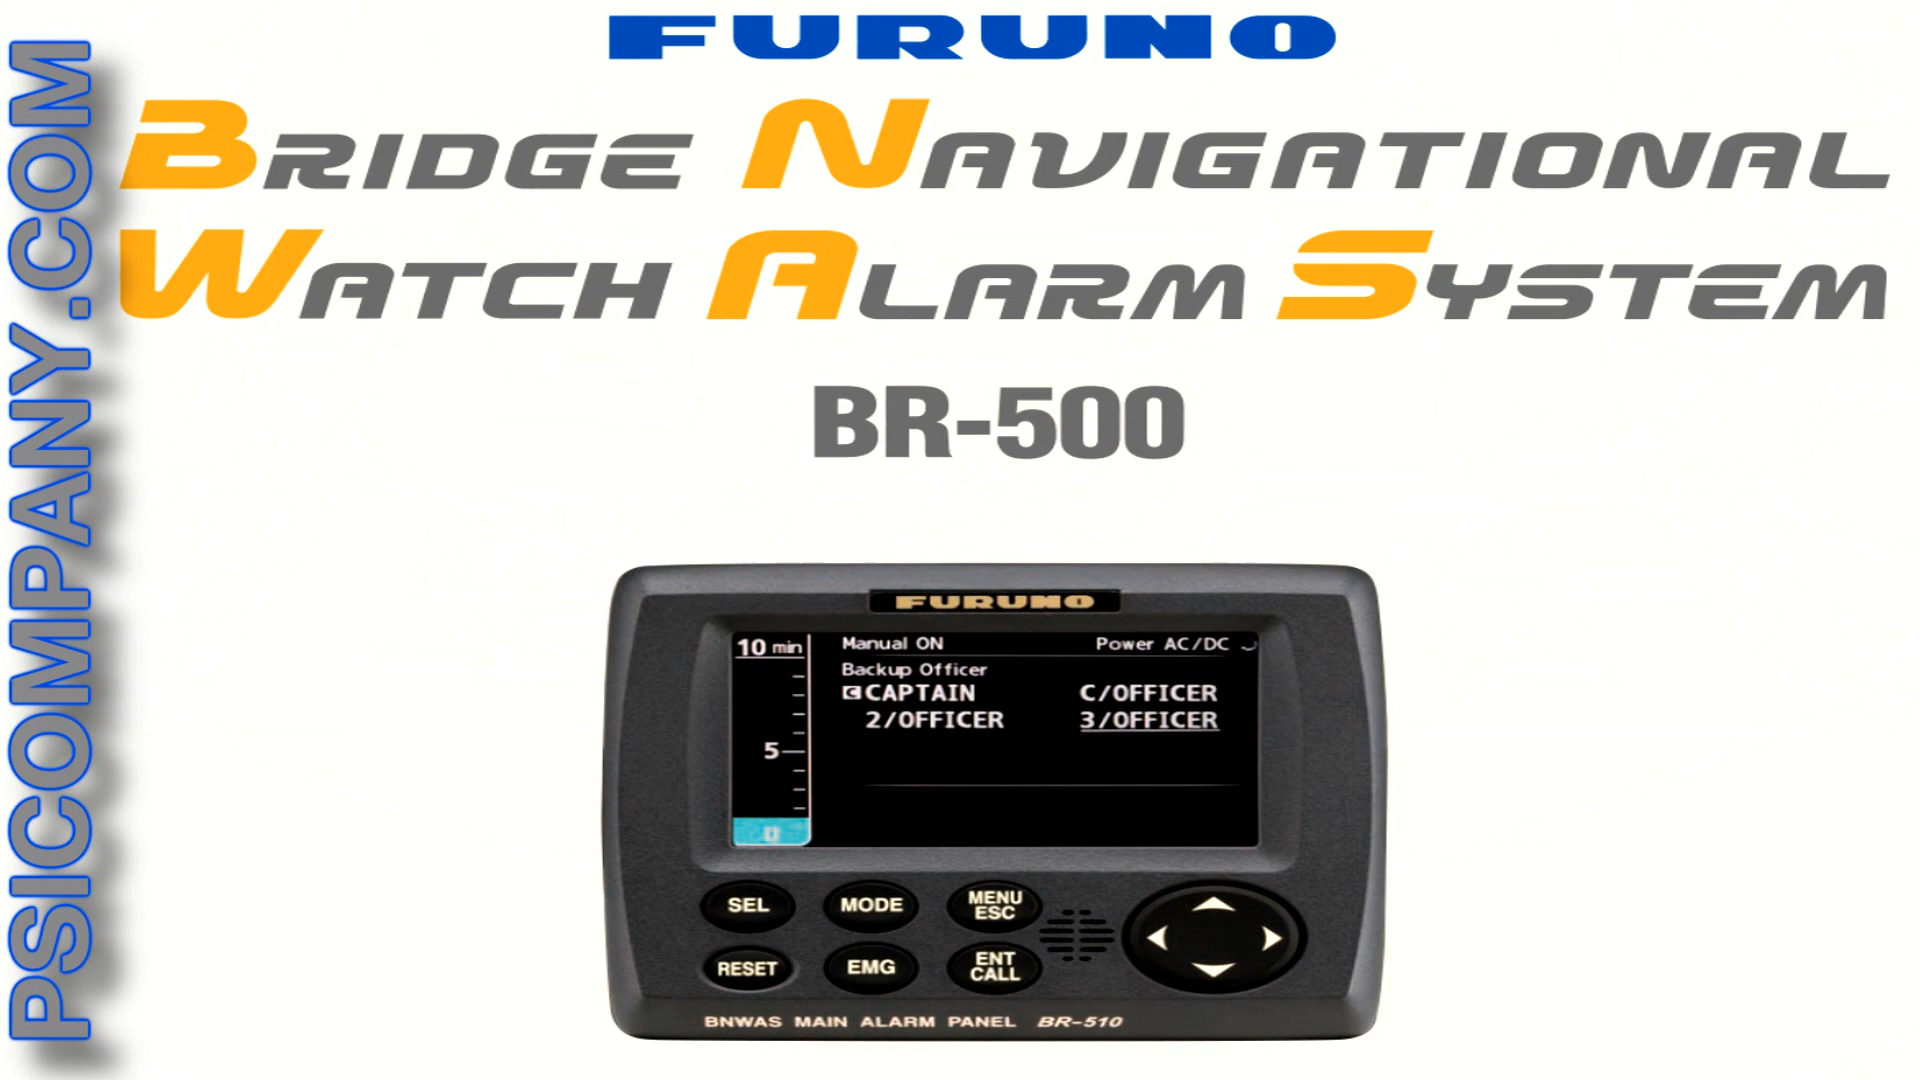 PSICOMPANY.COM
FURUNO
BRIDGE NAVIGATIONAL
WATCH ALARM SYSTEM
BR-500
FURUNO
10 min
Manual ON Power AC/DC
Backup Officer
C CAPTAIN C/OFFICER
2/OFFICER 3/OFFICER
5
0
SEL MODE MENU ESC
RESET EMG ENT CALL
BNWAS MAIN ALARM PANEL BR-510